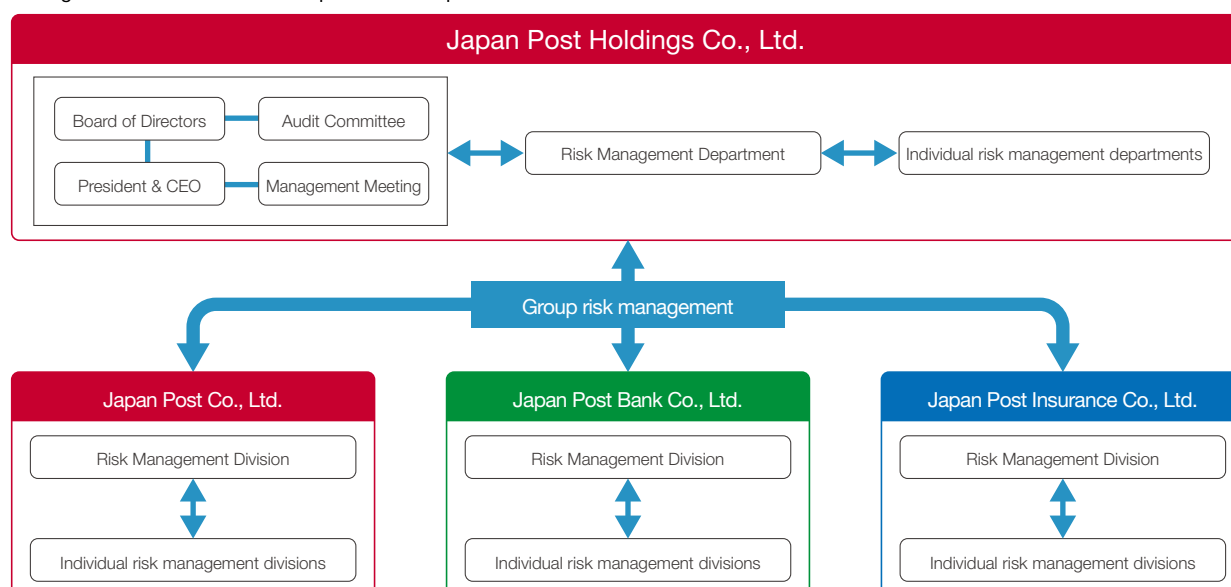 Japan Post Holdings Co., Ltd.
Board of Directors
Audit Committee
President & CEO
Management Meeting
Risk Management Department
Individual risk management departments
Group risk management
Japan Post Co., Ltd.
Risk Management Division
Individual risk management divisions
Japan Post Bank Co., Ltd.
Risk Management Division
Individual risk management divisions
Japan Post Insurance Co., Ltd.
Risk Management Division
Individual risk management divisions